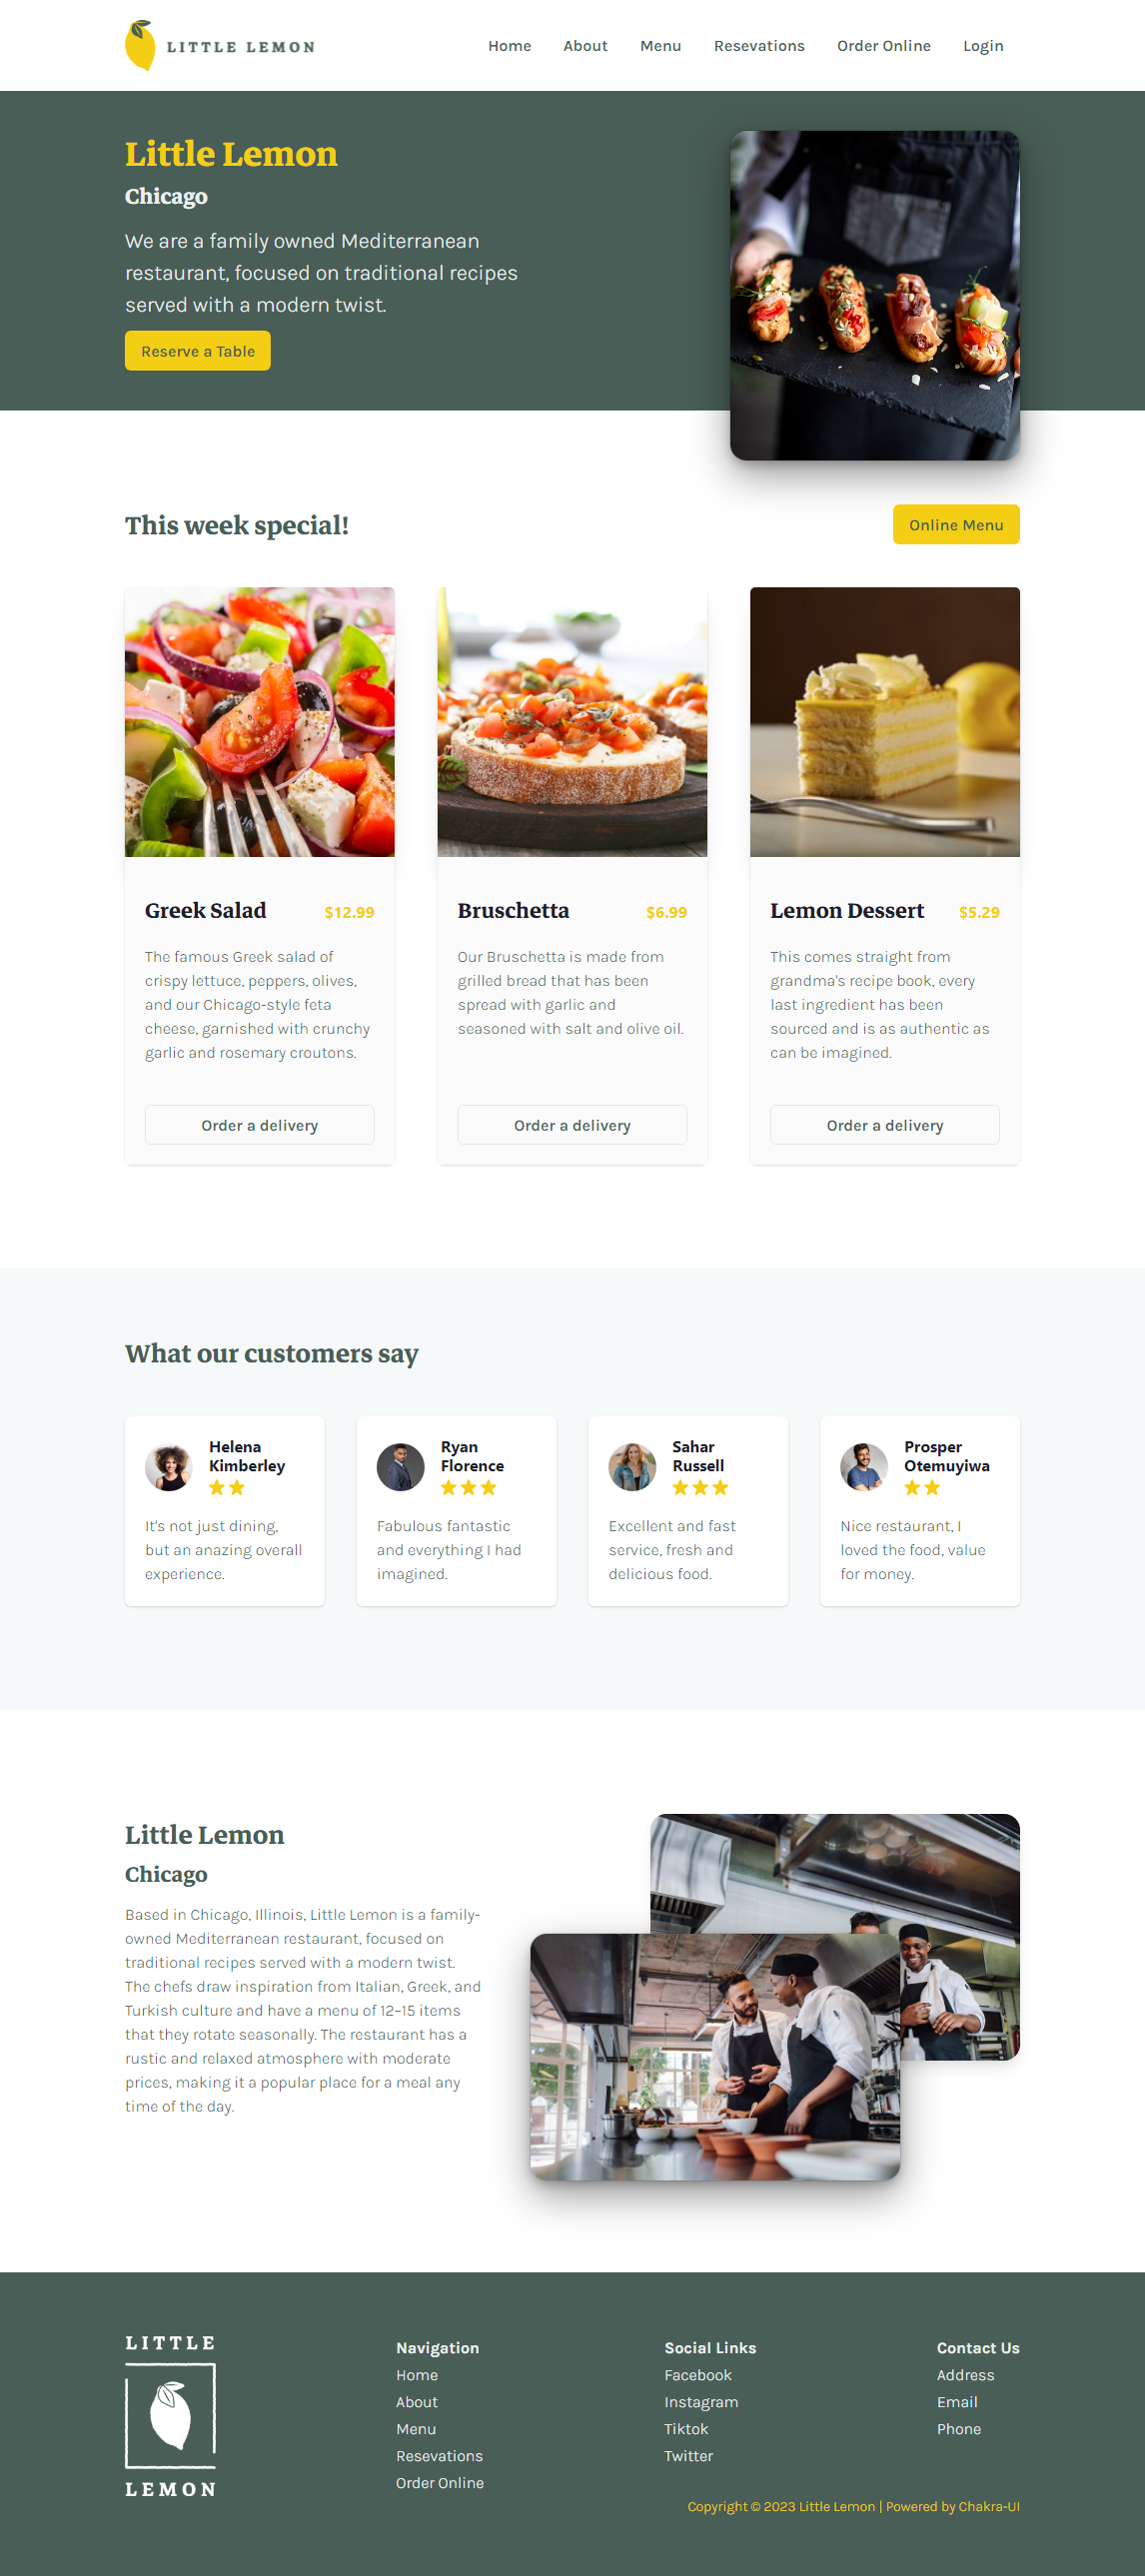 LITTLE LEMON
Home About Menu Resevations Order Online Login
Little Lemon
Chicago
We are a family owned Mediterranean
restaurant, focused on traditional recipes
served with a modern twist.
Reserve a Table
This week special!
Online Menu
Greek Salad $12.99
The famous Greek salad of
crispy lettuce, peppers, olives,
and our Chicago-style feta
cheese, garnished with crunchy
garlic and rosemary croutons.
Order a delivery
Bruschetta $6.99
Our Bruschetta is made from
grilled bread that has been
spread with garlic and
seasoned with salt and olive oil.
Order a delivery
Lemon Dessert $5.29
This comes straight from
grandma's recipe book, every
last ingredient has been
sourced and is as authentic as
can be imagined.
Order a delivery
What our customers say
Helena
Kimberley
It's not just dining,
but an anazing overall
experience.
Ryan
Florence
Fabulous fantastic
and everything I had
imagined.
Sahar
Russell
Excellent and fast
service, fresh and
delicious food.
Prosper
Otemuyiwa
Nice restaurant, I
loved the food, value
for money.
Little Lemon
Chicago
Based in Chicago, Illinois, Little Lemon is a family-
owned Mediterranean restaurant, focused on
traditional recipes served with a modern twist.
The chefs draw inspiration from Italian, Greek, and
Turkish culture and have a menu of 12–15 items
that they rotate seasonally. The restaurant has a
rustic and relaxed atmosphere with moderate
prices, making it a popular place for a meal any
time of the day.
LITTLE
LEMON
Navigation
Home
About
Menu
Resevations
Order Online
Social Links
Facebook
Instagram
Tiktok
Twitter
Contact Us
Address
Email
Phone
Copyright © 2023 Little Lemon | Powered by Chakra-UI